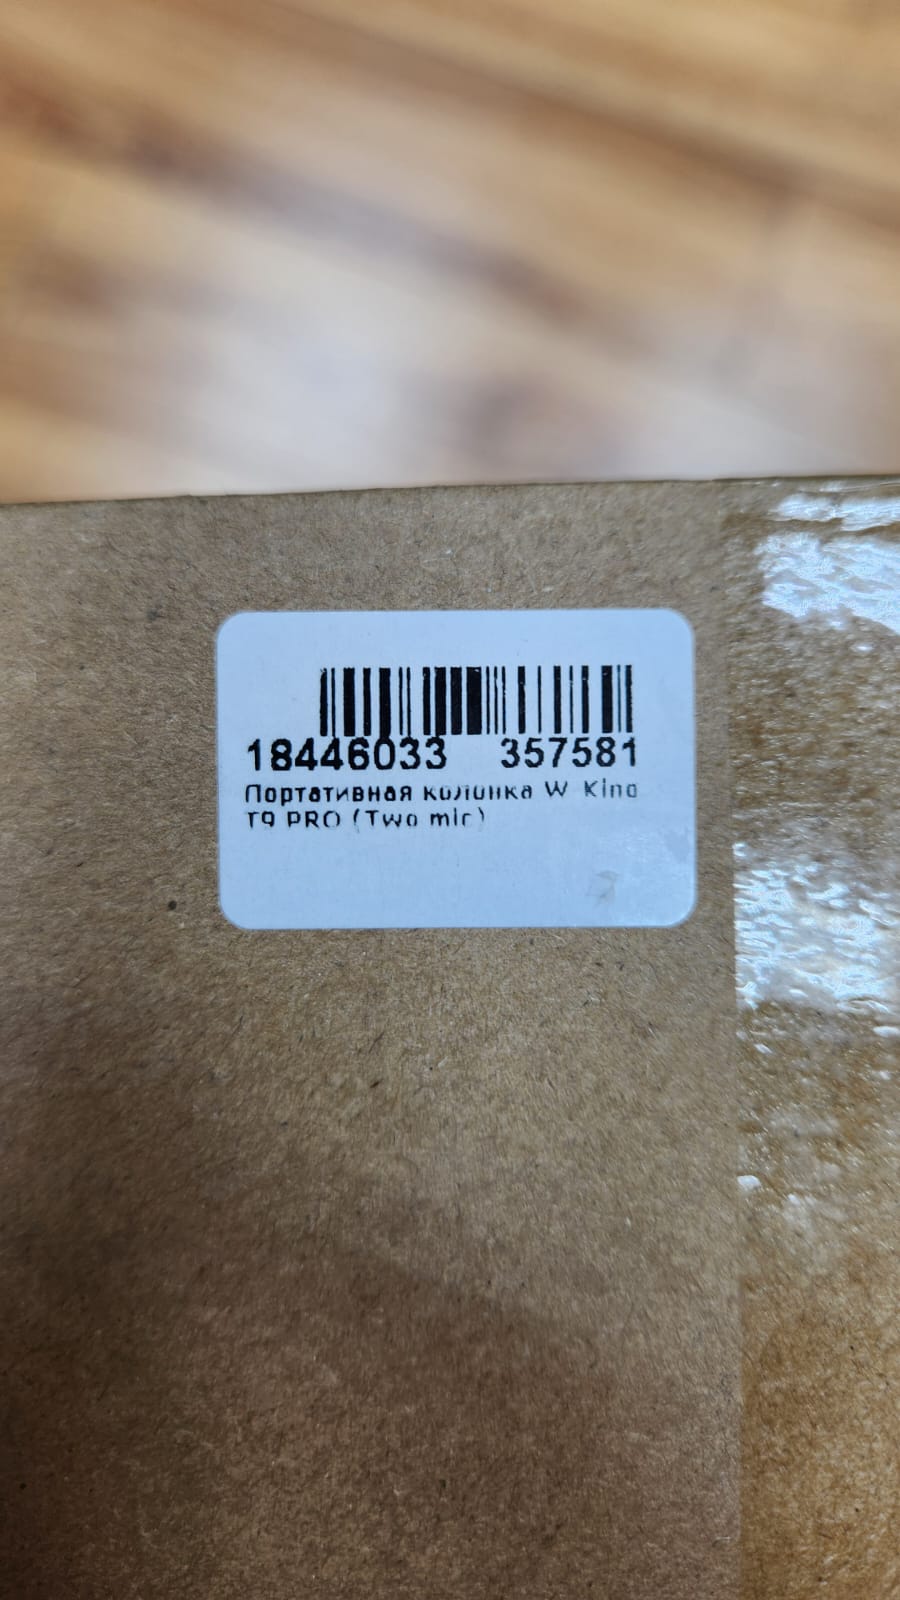 18446033 357581
Портативная колонка W King
T9 PRO (Two mic)